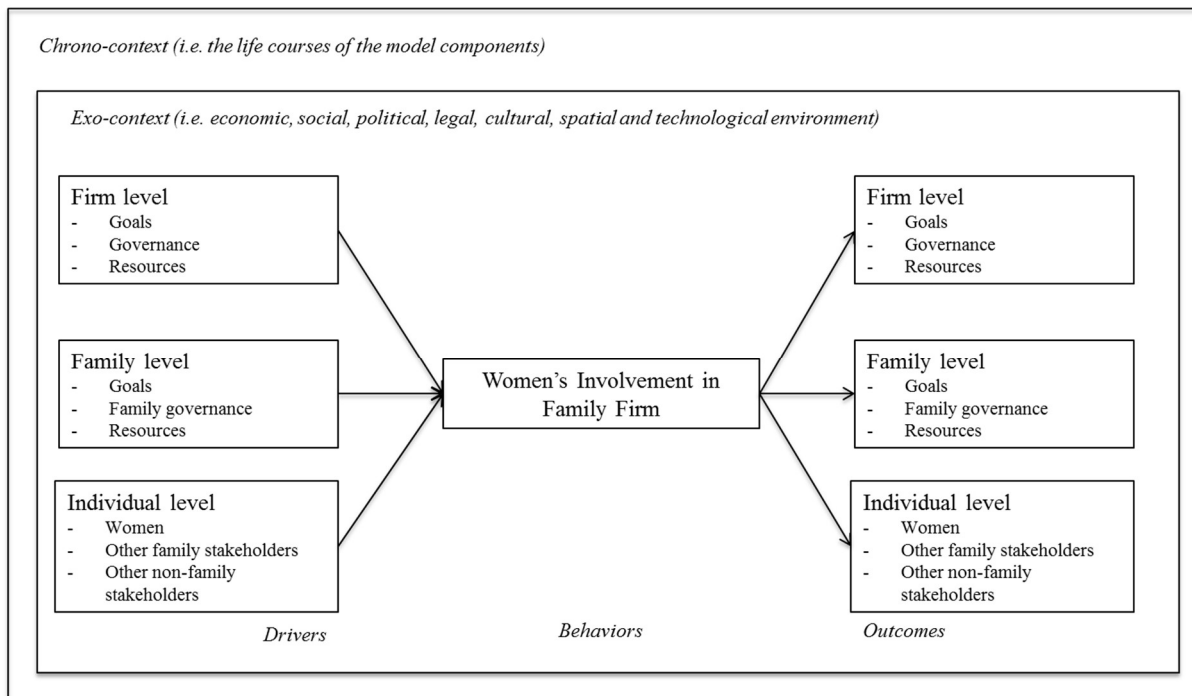 Chrono-context (i.e. the life courses of the model components)
Exo-context (i.e. economic, social, political, legal, cultural, spatial and technological environment)
Firm level
- Goals
- Governance
- Resources
Family level
- Goals
- Family governance
- Resources
Individual level
- Women
- Other family stakeholders
- Other non-family
stakeholders
Women’s Involvement in
Family Firm
Firm level
- Goals
- Governance
- Resources
Family level
- Goals
- Family governance
- Resources
Individual level
- Women
- Other family stakeholders
- Other non-family
stakeholders
Drivers
Behaviors
Outcomes